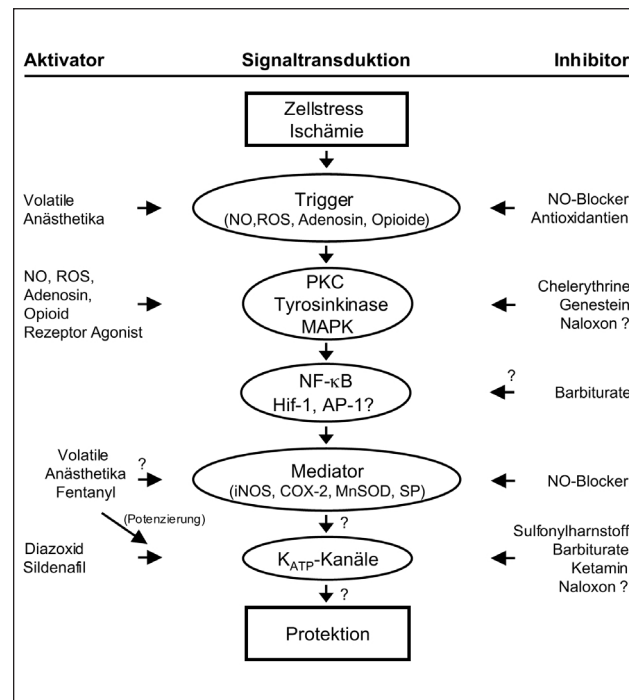 Aktivator Signaltransduktion Inhibitor
Zellstress
Ischämie
Volatile
Anästhetika
Trigger
(NO,ROS, Adenosin, Opioide)
NO-Blocker
Antioxidantien
NO, ROS,
Adenosin,
Opioid
Rezeptor Agonist
PKC
Tyrosinkinase
MAPK
Chelerythrine
Genestein
Naloxon ?
NF-κB
Hif-1, AP-1?
?
Barbiturate
Volatile
Anästhetika
Fentanyl
?
Mediator
(iNOS, COX-2, MnSOD, SP)
NO-Blocker
(Potenzierung)
?
Diazoxid
Sildenafil
KATP-Kanäle
Sulfonylharnstoff
Barbiturate
Ketamin
Naloxon ?
?
Protektion